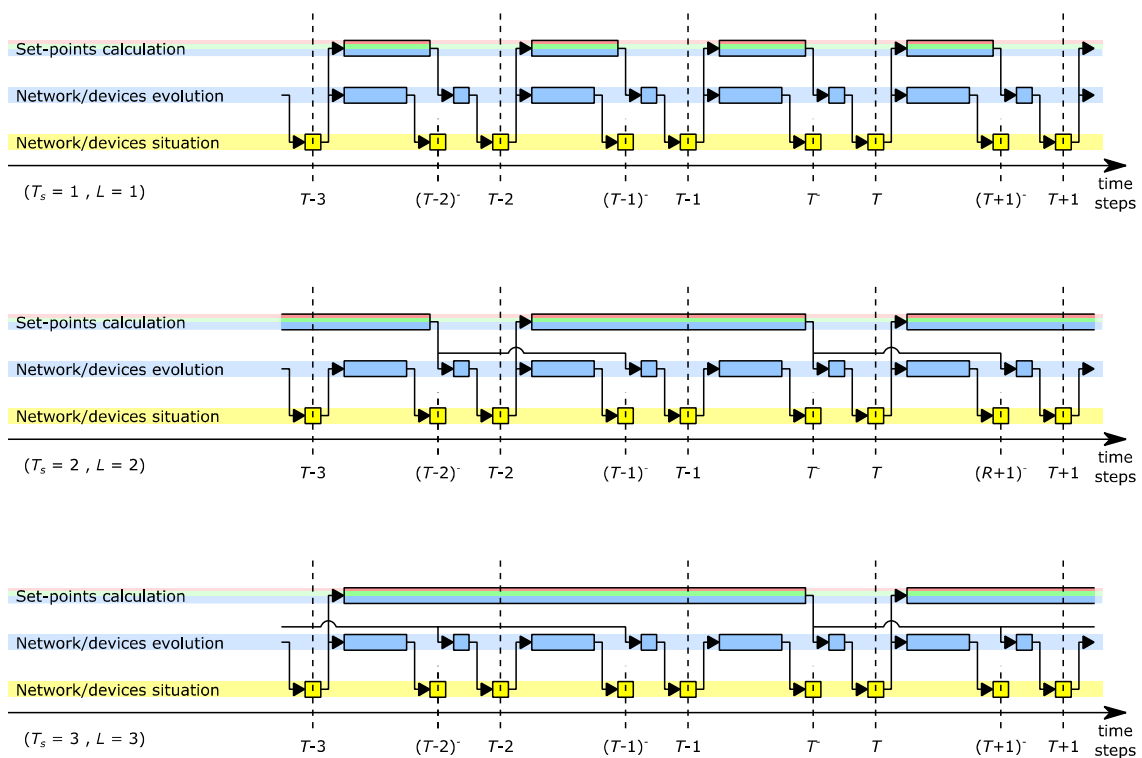 Set-points calculation
Network/devices evolution
Network/devices situation
(Ts = 1 , L = 1) T-3 (T-2)- T-2 (T-1)- T-1 T- T (T+1)- T+1 time steps
Set-points calculation
Network/devices evolution
Network/devices situation
(Ts = 2 , L = 2) T-3 (T-2)- T-2 (T-1)- T-1 T- T (R+1)- T+1 time steps
Set-points calculation
Network/devices evolution
Network/devices situation
(Ts = 3 , L = 3) T-3 (T-2)- T-2 (T-1)- T-1 T- T (T+1)- T+1 time steps